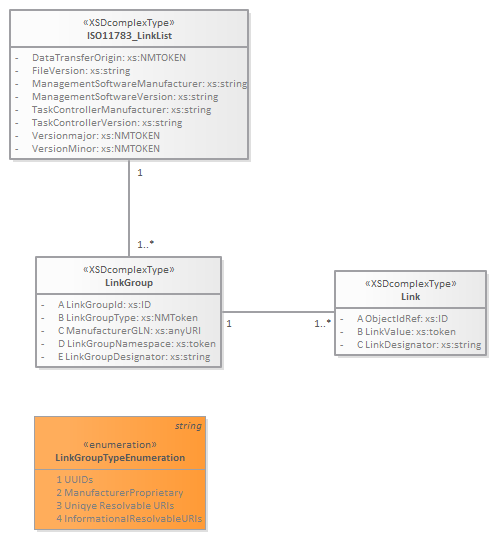 «XSDcomplexType»
ISO11783_LinkList
- DataTransferOrigin: xs:NMTOKEN
- FileVersion: xs:string
- ManagementSoftwareManufacturer: xs:string
- ManagementSoftwareVersion: xs:string
- TaskControllerManufacturer: xs:string
- TaskControllerVersion: xs:string
- Versionmajor: xs:NMTOKEN
- VersionMinor: xs:NMTOKEN
1
1..*
«XSDcomplexType»
LinkGroup
- A LinkGroupId: xs:ID
- B LinkGroupType: xs:NMToken
- C ManufacturerGLN: xs:anyURI
- D LinkGroupNamespace: xs:token
- E LinkGroupDesignator: xs:string
1
1..*
«XSDcomplexType»
Link
- A ObjectIdRef: xs:ID
- B LinkValue: xs:token
- C LinkDesignator: xs:string
string
«enumeration»
LinkGroupTypeEnumeration
1 UUIDs
2 ManufacturerProprietary
3 Uniqye Resolvable URIs
4 InformationalResolvableURIs